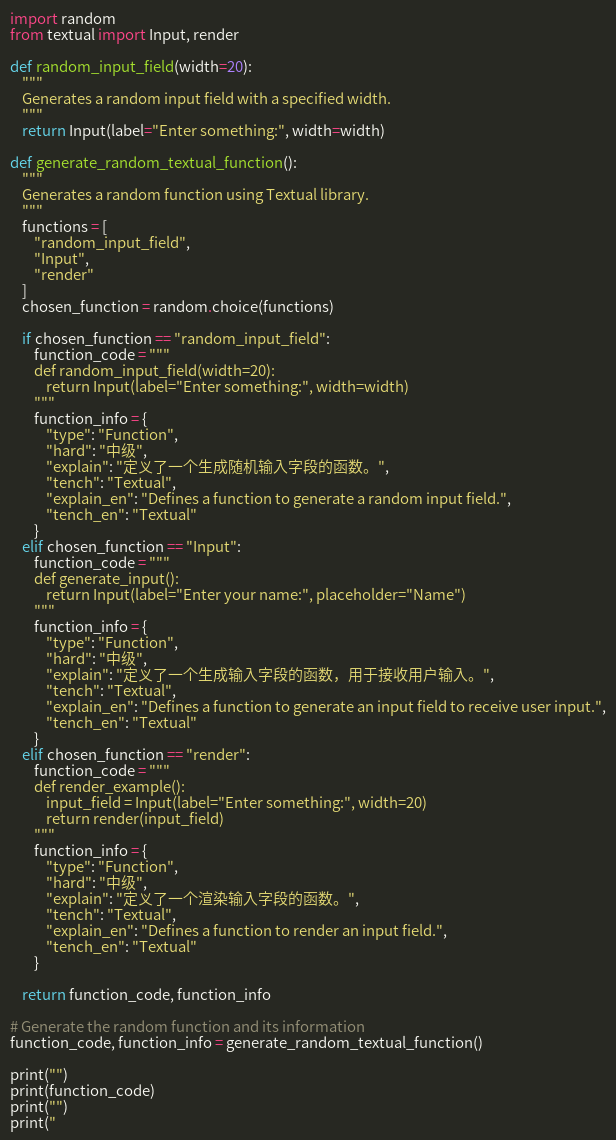 import random
from textual import Input, render

def random_input_field(width=20):
    """
    Generates a random input field with a specified width.
    """
    return Input(label="Enter something:", width=width)

def generate_random_textual_function():
    """
    Generates a random function using Textual library.
    """
    functions = [
        "random_input_field",
        "Input",
        "render"
    ]
    chosen_function = random.choice(functions)

    if chosen_function == "random_input_field":
        function_code = """
        def random_input_field(width=20):
            return Input(label="Enter something:", width=width)
        """
        function_info = {
            "type": "Function",
            "hard": "中级",
            "explain": "定义了一个生成随机输入字段的函数。",
            "tench": "Textual",
            "explain_en": "Defines a function to generate a random input field.",
            "tench_en": "Textual"
        }
    elif chosen_function == "Input":
        function_code = """
        def generate_input():
            return Input(label="Enter your name:", placeholder="Name")
        """
        function_info = {
            "type": "Function",
            "hard": "中级",
            "explain": "定义了一个生成输入字段的函数，用于接收用户输入。",
            "tench": "Textual",
            "explain_en": "Defines a function to generate an input field to receive user input.",
            "tench_en": "Textual"
        }
    elif chosen_function == "render":
        function_code = """
        def render_example():
            input_field = Input(label="Enter something:", width=20)
            return render(input_field)
        """
        function_info = {
            "type": "Function",
            "hard": "中级",
            "explain": "定义了一个渲染输入字段的函数。",
            "tench": "Textual",
            "explain_en": "Defines a function to render an input field.",
            "tench_en": "Textual"
        }

    return function_code, function_info

# Generate the random function and its information
function_code, function_info = generate_random_textual_function()

print("")
print(function_code)
print("")
print("